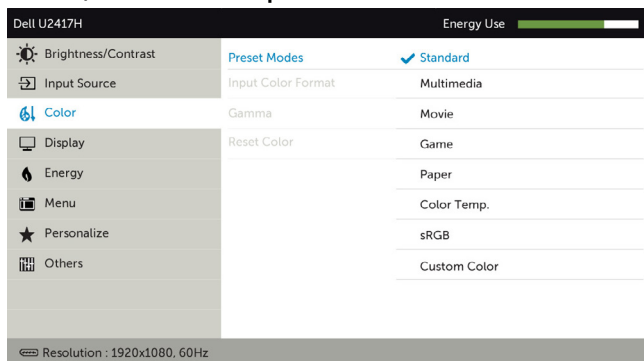 Dell U2417H
Energy Use
Brightness/Contrast
Input Source
Color
Display
Energy
Menu
Personalize
Others
Preset Modes
Input Color Format
Gamma
Reset Color
Standard
Multimedia
Movie
Game
Paper
Color Temp.
sRGB
Custom Color
Resolution : 1920x1080, 60Hz